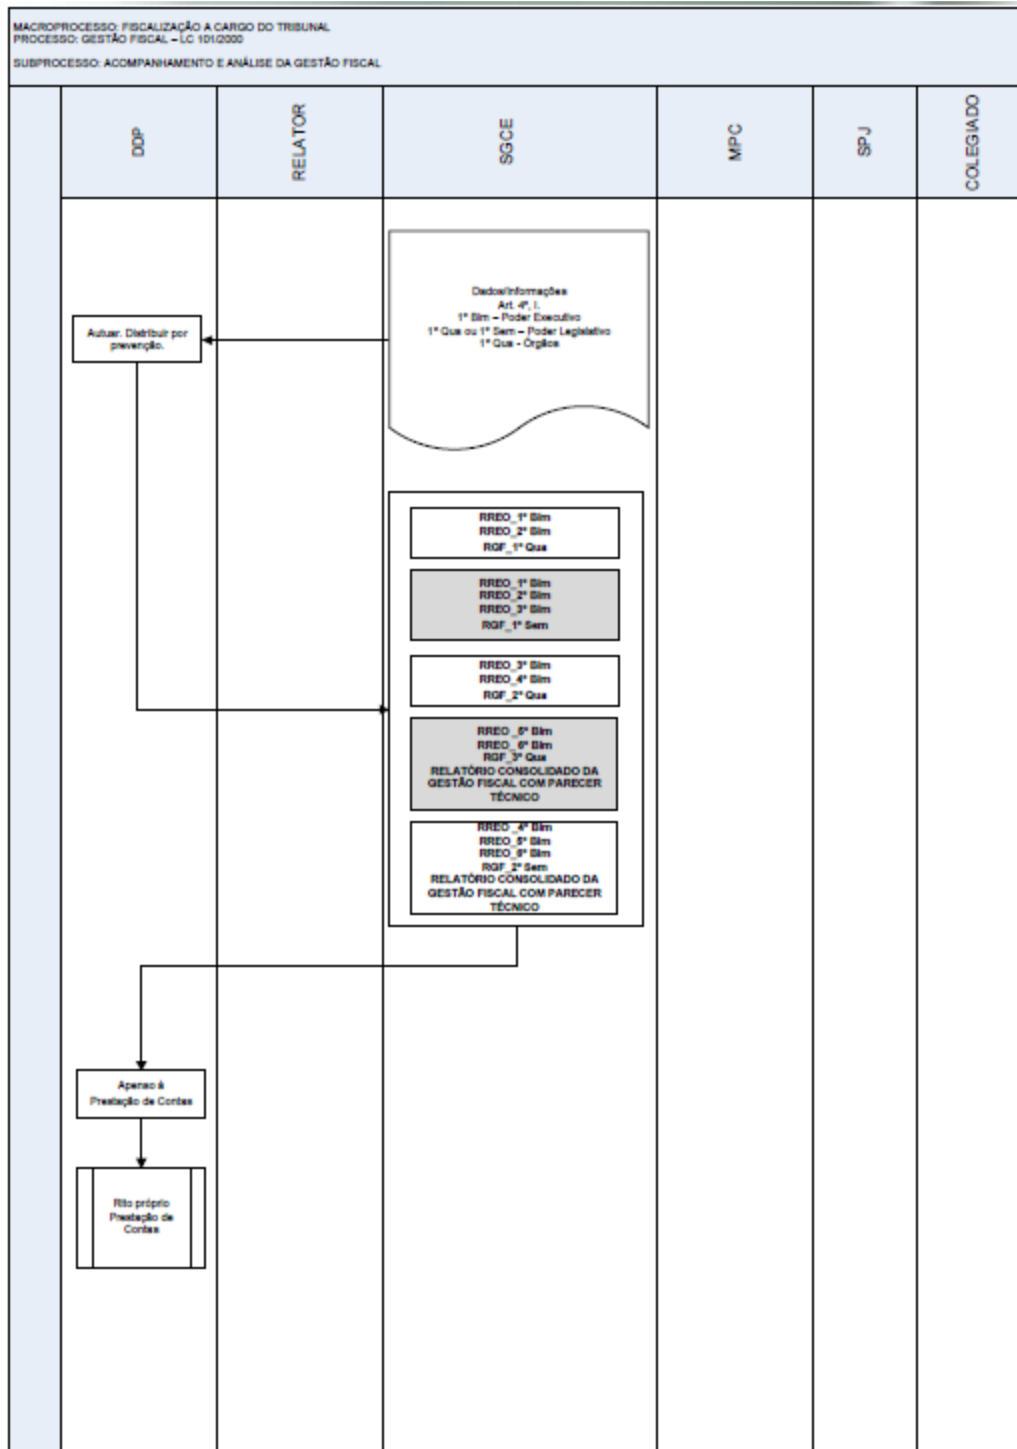 MACROPROCESSO: FISCALIZAÇÃO A CARGO DO TRIBUNAL
PROCESSO: GESTÃO FISCAL – LC 101/2000
SUBPROCESSO: ACOMPANHAMENTO E ANÁLISE DA GESTÃO FISCAL
DDP
RELATOR
SGCE
MPC
SPJ
COLEGIADO
Dados/Informações
Art. 4º, I.
1º Bim – Poder Executivo
1º Qua ou 1º Sem – Poder Legislativo
1º Qua - Órgãos
Autuar. Distribuir por
prevenção.
RREO_1º Bim
RREO_2º Bim
RGF_1º Qua
RREO_1º Bim
RREO_2º Bim
RREO_3º Bim
RGF_1º Sem
RREO_3º Bim
RREO_4º Bim
RGF_2º Qua
RREO _5º Bim
RREO_ 6º Bim
RGF_3º Qua
RELATÓRIO CONSOLIDADO DA
GESTÃO FISCAL COM PARECER
TÉCNICO
RREO _4º Bim
RREO_5º Bim
RREO_6º Bim
RGF_2º Sem
RELATÓRIO CONSOLIDADO DA
GESTÃO FISCAL COM PARECER
TÉCNICO
Apenso à
Prestação de Contas
Rito próprio
Prestação de
Contas